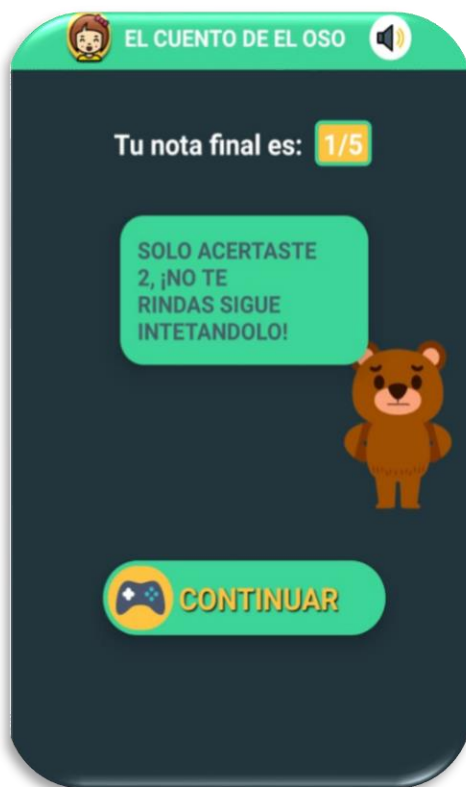 EL CUENTO DE EL OSO
Tu nota final es: 1/5
SOLO ACERTASTE
2, ¡NO TE
RINDAS SIGUE
INTETANDOLO!
CONTINUAR